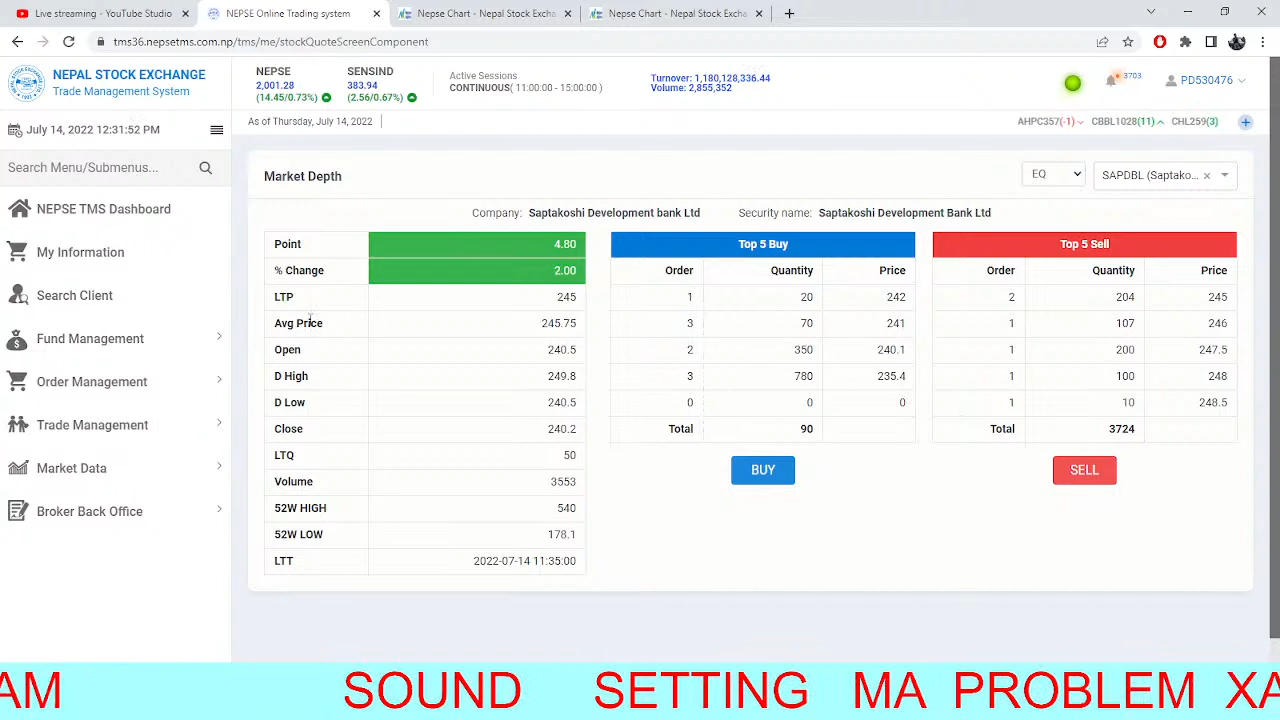 Live streaming - YouTube Studio
NEPSE Online Trading system
Nepse Chart - Nepal Stock Excha
Nepse Chart - Nepal Stock Excha
tms36.nepsetms.com.np/tms/me/stockQuoteScreenComponent
NEPAL STOCK EXCHANGE
Trade Management System
NEPSE
2,001.28
(14.45/0.73%)
SENSIND
383.94
(2.56/0.67%)
Active Sessions
CONTINUOUS( 11:00:00 - 15:00:00 )
Turnover: 1,180,128,336.44
Volume: 2,855,352
3703
PD530476
July 14, 2022 12:31:52 PM
As of Thursday, July 14, 2022
AHPC357(-1) CBBL1028(11) CHL259(3)
Search Menu/Submenus...
NEPSE TMS Dashboard
My Information
Search Client
Fund Management
Order Management
Trade Management
Market Data
Broker Back Office
Market Depth
EQ
SAPDBL (Saptako...
Company: Saptakoshi Development bank Ltd Security name: Saptakoshi Development Bank Ltd
Point 4.80
% Change 2.00
LTP 245
Avg Price 245.75
Open 240.5
D High 249.8
D Low 240.5
Close 240.2
LTQ 50
Volume 3553
52W HIGH 540
52W LOW 178.1
LTT 2022-07-14 11:35:00
Top 5 Buy
Order Quantity Price
1 20 242
3 70 241
2 350 240.1
3 780 235.4
0 0 0
Total 90
BUY
Top 5 Sell
Order Quantity Price
2 204 245
1 107 246
1 200 247.5
1 100 248
1 10 248.5
Total 3724
SELL
AM SOUND SETTING MA PROBLEM XA